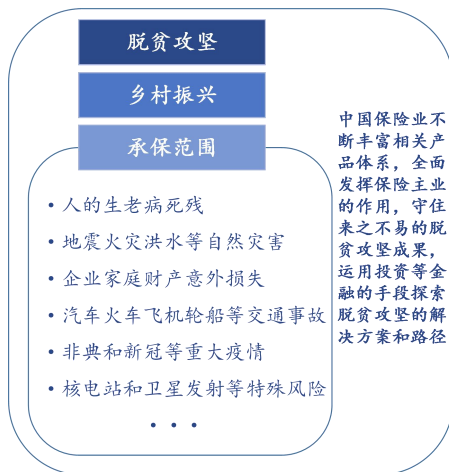 脱贫攻坚
乡村振兴
承保范围
• 人的生老病死残
• 地震火灾洪水等自然灾害
• 企业家庭财产意外损失
• 汽车火车飞机轮船等交通事故
• 非典和新冠等重大疫情
• 核电站和卫星发射等特殊风险
• • •
中国保险业不
断丰富相关产
品体系，全面
发挥保险主业
的作用，守住
来之不易的脱
贫攻坚成果，
运用投资等金
融的手段探索
脱贫攻坚的解
决方案和路径